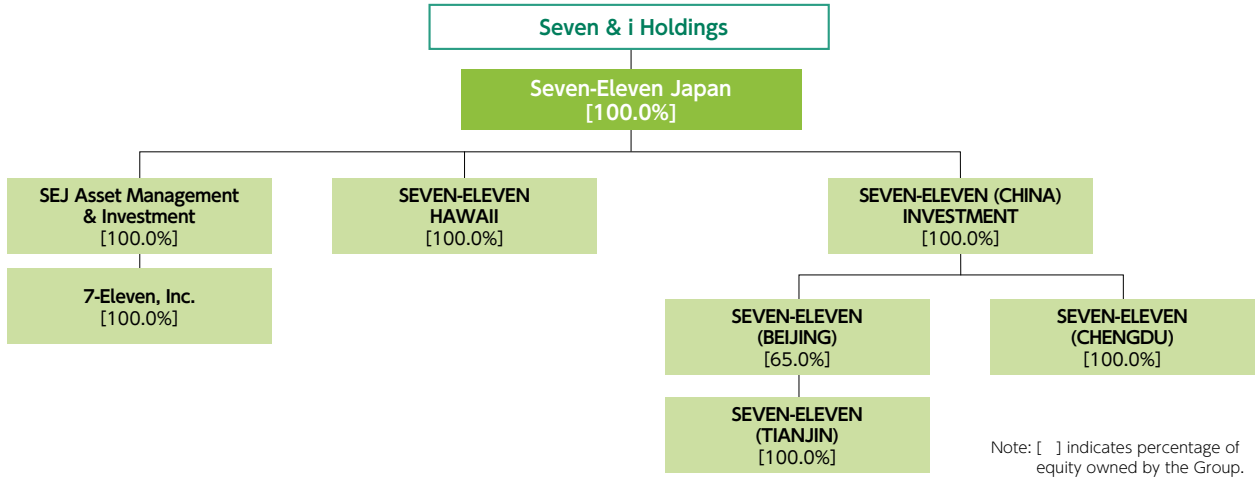 Seven & i Holdings
Seven-Eleven Japan
[100.0%]
SEJ Asset Management
& Investment
[100.0%]
SEVEN-ELEVEN
HAWAII
[100.0%]
SEVEN-ELEVEN (CHINA)
INVESTMENT
[100.0%]
7-Eleven, Inc.
[100.0%]
SEVEN-ELEVEN
(BEIJING)
[65.0%]
SEVEN-ELEVEN
(CHENGDU)
[100.0%]
SEVEN-ELEVEN
(TIANJIN)
[100.0%]
Note: [ ] indicates percentage of
equity owned by the Group.